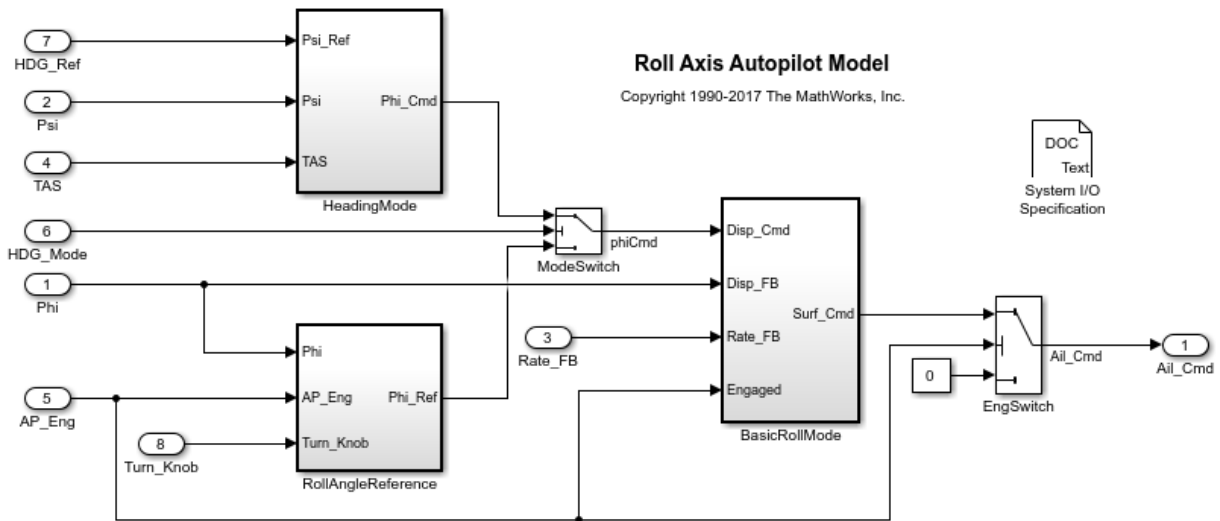 7
HDG_Ref
2
Psi
4
TAS
Psi_Ref
Psi
Phi_Cmd
TAS
HeadingMode
Roll Axis Autopilot Model
Copyright 1990-2017 The MathWorks, Inc.
DOC
Text
System I/O
Specification
6
HDG_Mode
phiCmd
ModeSwitch
1
Phi
Phi
AP_Eng
Phi_Ref
Turn_Knob
RollAngleReference
5
AP_Eng
8
Turn_Knob
3
Rate_FB
Disp_Cmd
Disp_FB
Surf_Cmd
Rate_FB
Engaged
BasicRollMode
0
Ail_Cmd
EngSwitch
1
Ail_Cmd